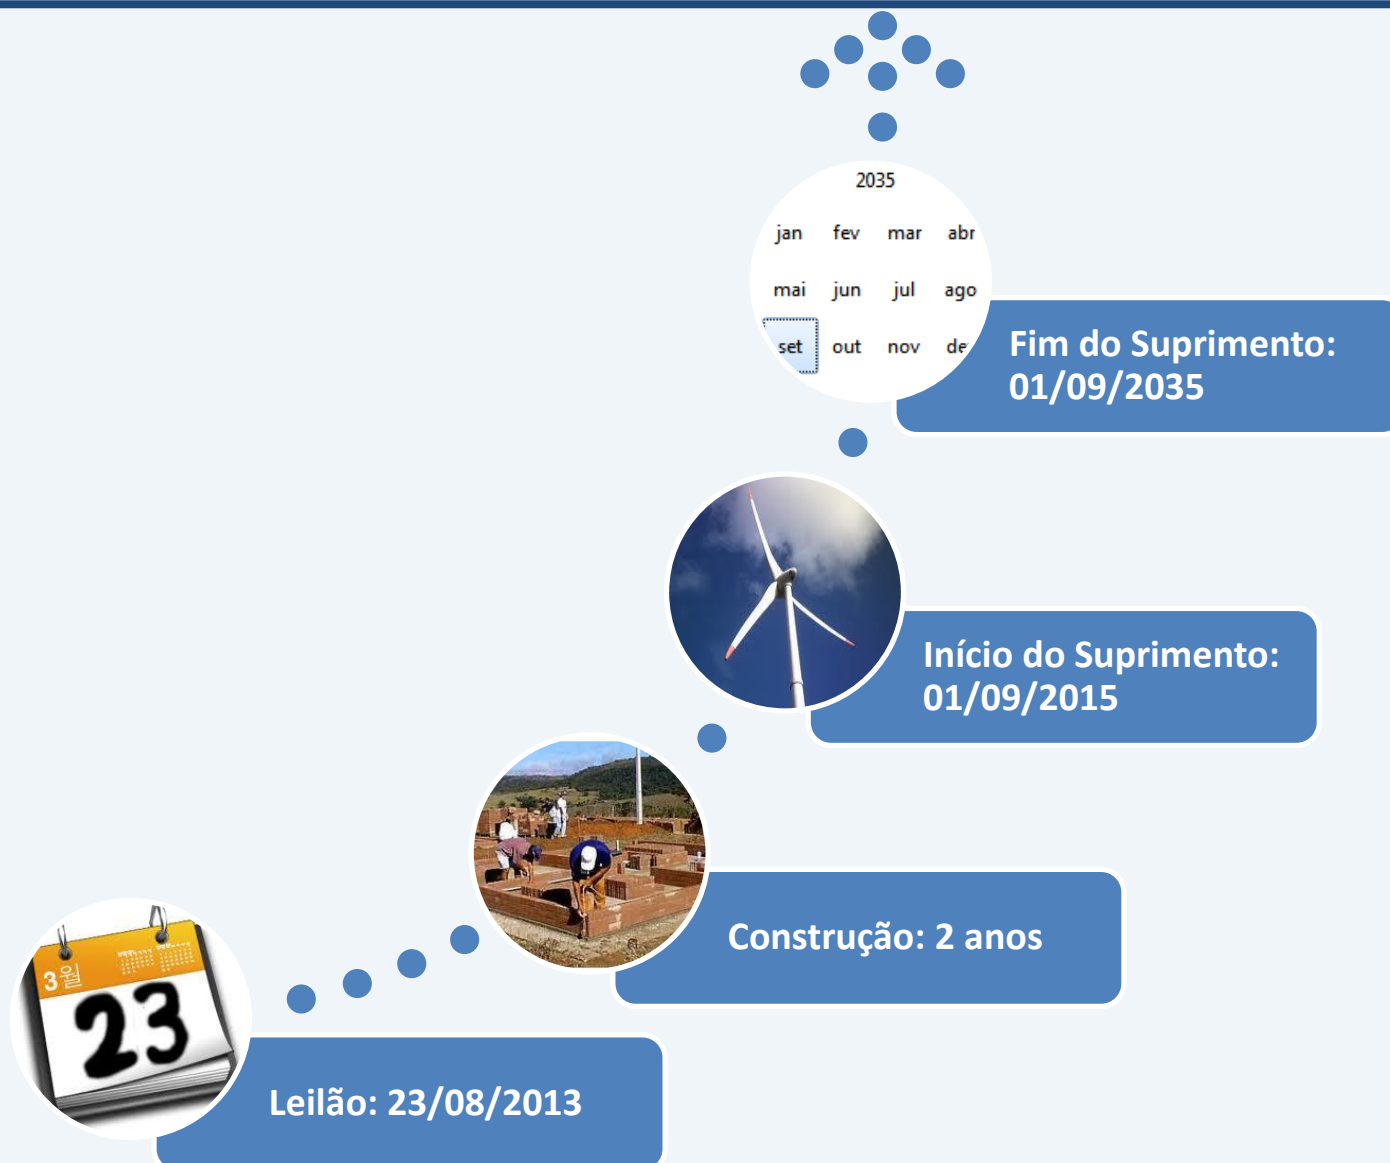 2035
jan fev mar abr
mai jun jul ago
set out nov
Fim do Suprimento:
01/09/2035
Início do Suprimento:
01/09/2015
Construção: 2 anos
3월
23
Leilão: 23/08/2013